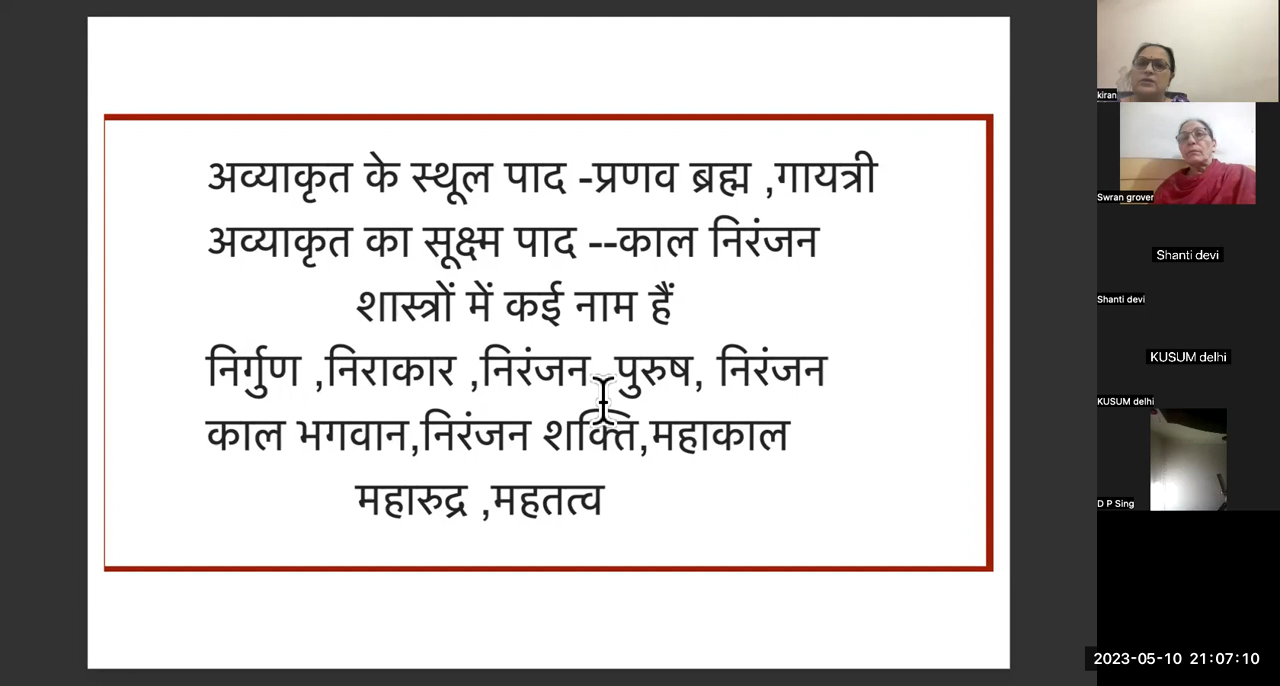 अव्याकृत के स्थूल पाद -प्रणव ब्रह्म ,गायत्री
अव्याकृत का सूक्ष्म पाद --काल निरंजन
शास्त्रों में कई नाम हैं
निर्गुण ,निराकार ,निरंजन पुरुष, निरंजन
काल भगवान,निरंजन शक्ति,महाकाल
महारुद्र ,महतत्व
kiran
Swran grover
Shanti devi
Shanti devi
KUSUM delhi
KUSUM delhi
D P Sing
2023-05-10 21:07:10